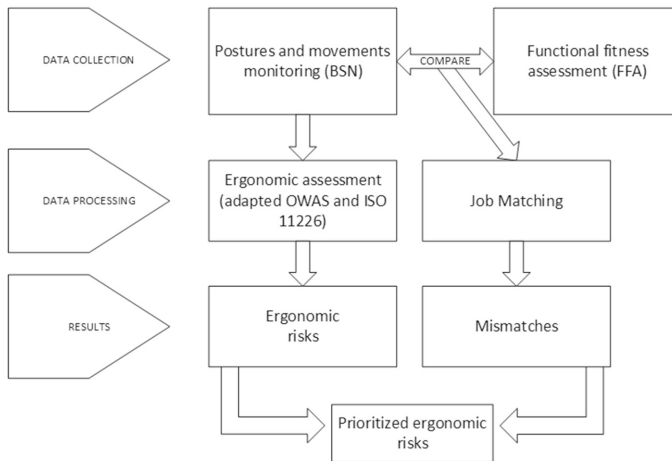 DATA COLLECTION
Postures and movements
monitoring (BSN)
COMPARE
Functional fitness
assessment (FFA)
DATA PROCESSING
Ergonomic assessment
(adapted OWAS and ISO
11226)
Job Matching
RESULTS
Ergonomic
risks
Mismatches
Prioritized ergonomic
risks